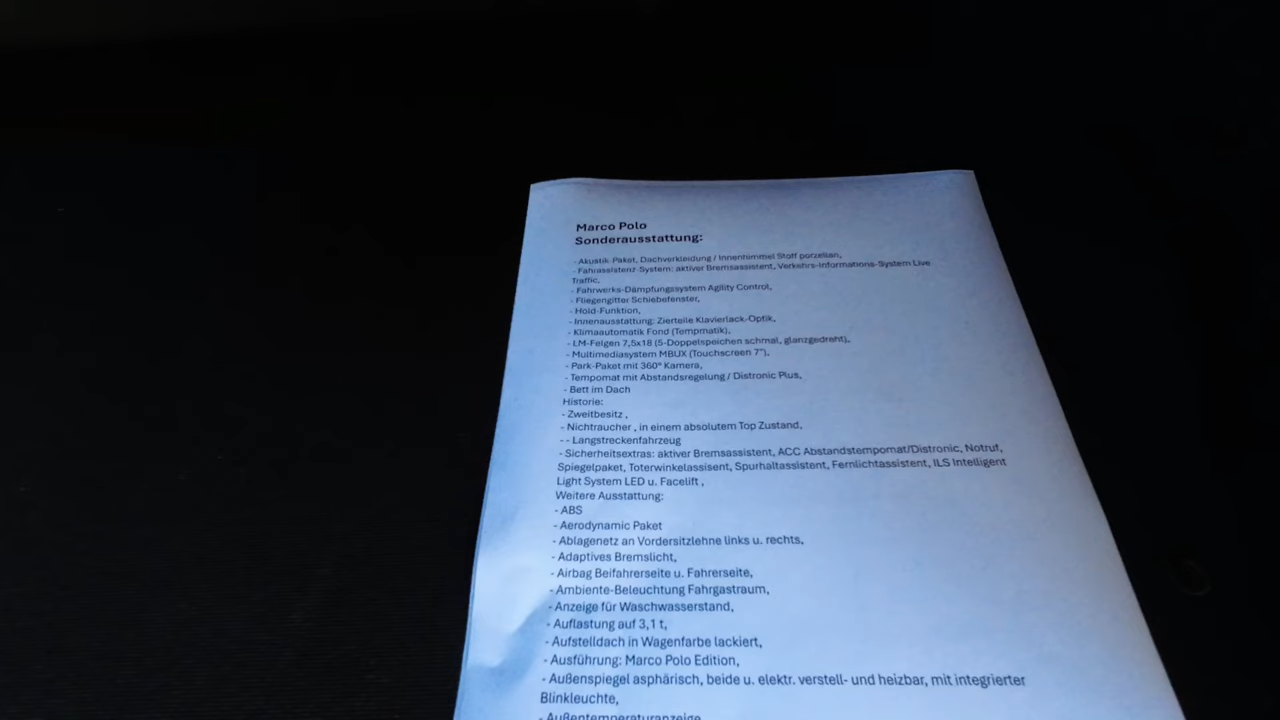 Marco Polo
Sonderausstattung:
- Akustik Paket, Dachverkleidung / Innenhimmel Stoff porzellan,
- Fahrassistenz-System: aktiver Bremsassistent, Verkehrs-Informations-System Live
Traffic,
- Fahrwerks-Dämpfungssystem Agility Control,
- Fliegengitter Schiebefenster,
- Hold-Funktion,
- Innenausstattung: Zierteile Klavierlack-Optik,
- Klimaautomatik Fond (Tempmatik),
- LM-Felgen 7,5x18 (5-Doppelspeichen schmal, glanzgedreht),
- Multimediasystem MBUX (Touchscreen 7"),
- Park-Paket mit 360° Kamera,
- Tempomat mit Abstandsregelung / Distronic Plus,
- Bett im Dach
Historie:
- Zweitbesitz ,
- Nichtraucher , in einem absolutem Top Zustand,
- - Langstreckenfahrzeug
- Sicherheitsextras: aktiver Bremsassistent, ACC Abstandstempomat/Distronic, Notruf,
Spiegelpaket, Toterwinkelassisent, Spurhaltassistent, Fernlichtassistent, ILS Intelligent
Light System LED u. Facelift ,
Weitere Ausstattung:
- ABS
- Aerodynamic Paket
- Ablagenetz an Vordersitzlehne links u. rechts,
- Adaptives Bremslicht,
- Airbag Beifahrerseite u. Fahrerseite,
- Ambiente-Beleuchtung Fahrgastraum,
- Anzeige für Waschwasserstand,
- Auflastung auf 3,1 t,
- Aufstelldach in Wagenfarbe lackiert,
- Ausführung: Marco Polo Edition,
- Außenspiegel asphärisch, beide u. elektr. verstell- und heizbar, mit integrierter
Blinkleuchte,
- Außentemperaturanzeige